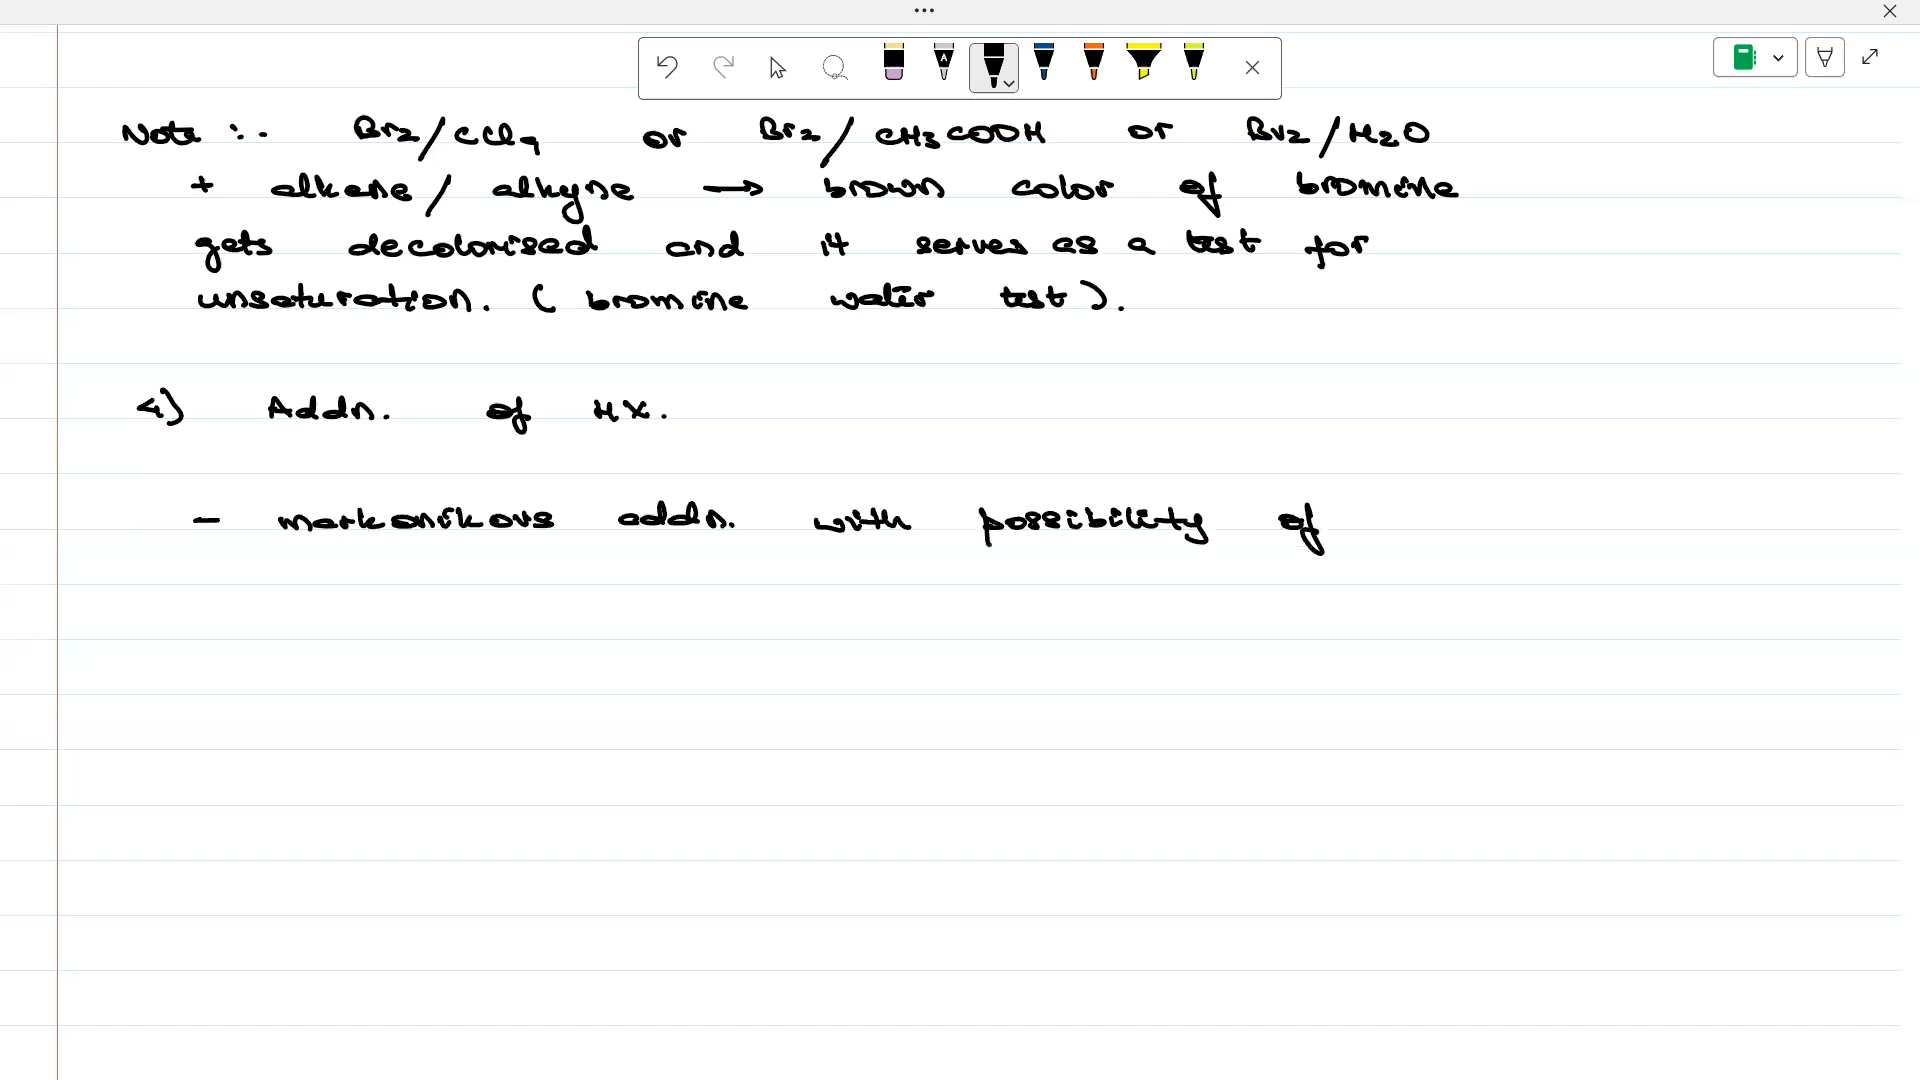 Note :- Br2/CCl4 or Br2/CH3COOH or Br2/H2O
+ alkene/alkyne → brown color of bromine
gets decolorised and it serves as a test for
unsaturation. (bromine water test).
4) Addn. of HX.
- markonikovs addn. with possibility of